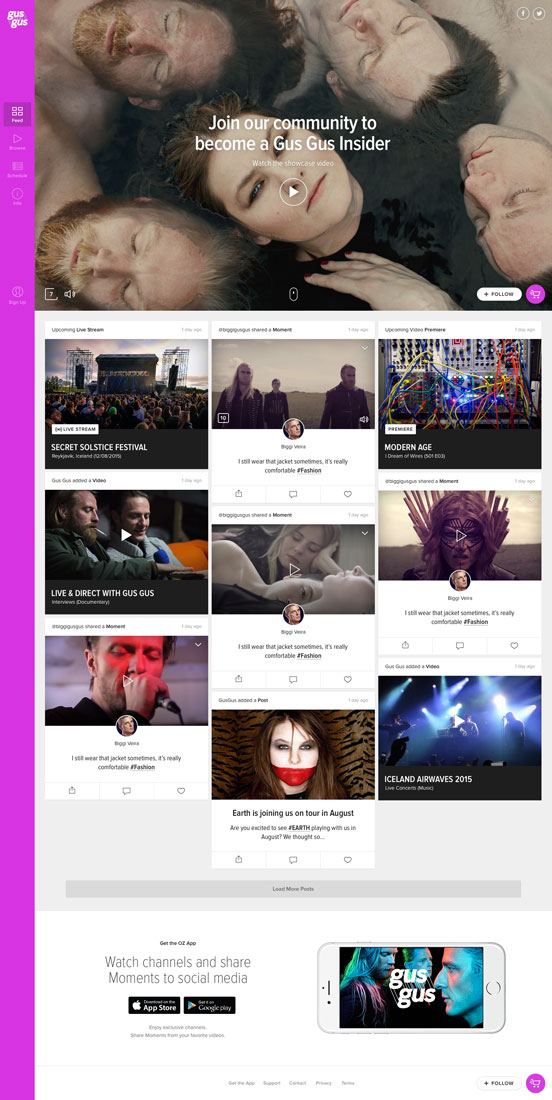 gus
gus
Feed
Browse
Schedule
Info
Sign Up
Join our community to
become a Gus Gus Insider
Watch the showcase video
7
+ FOLLOW
Upcoming Live Stream
1 day ago
LIVE STREAM
SECRET SOLSTICE FESTIVAL
Reykjavik, Iceland (12/08/2015)
Gus Gus added a Video
1 day ago
LIVE & DIRECT WITH GUS GUS
Interviews (Documentary)
@biggigusgus shared a Moment
1 day ago
Biggi Veira
I still wear that jacket sometimes, it's really
comfortable #Fashion
@biggigusgus shared a Moment
1 day ago
10
Biggi Veira
I still wear that jacket sometimes, it's really
comfortable #Fashion
@biggigusgus shared a Moment
1 day ago
Biggi Veira
I still wear that jacket sometimes, it's really
comfortable #Fashion
GusGus added a Post
1 day ago
Earth is joining us on tour in August
Are you excited to see #EARTH playing with us in
August? We thought so...
Upcoming Video Premiere
1 day ago
PREMIERE
MODERN AGE
I Dream of Wires (S01 E03)
@biggigusgus shared a Moment
1 day ago
Biggi Veira
I still wear that jacket sometimes, it's really
comfortable #Fashion
Gus Gus added a Video
1 day ago
ICELAND AIRWAVES 2015
Live Concerts (Music)
Load More Posts
Get the OZ App
Watch channels and share
Moments to social media
Download on the
App Store
Get it on
Google play
Enjoy exclusive channels.
Share Moments from your favorite videos.
gus
gus
Get the App Support Contact Privacy Terms
+ FOLLOW